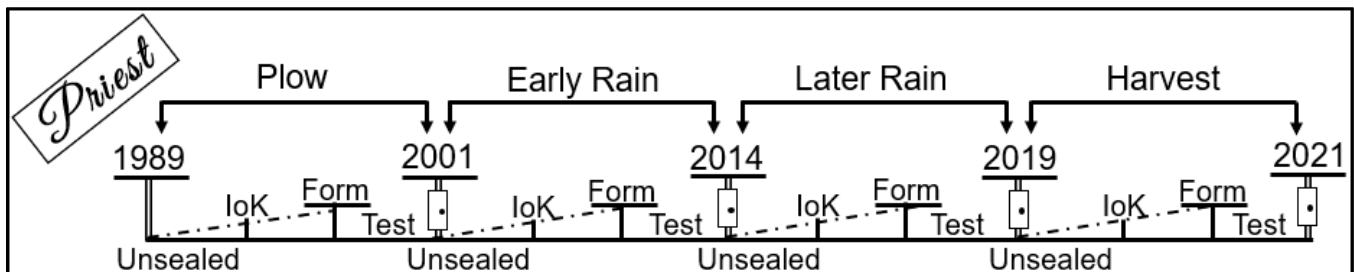 Priest
Plow Early Rain Later Rain Harvest
1989 2001 2014 2019 2021
IoK Form IoK Form IoK Form IoK Form
Test Test Test Test
Unsealed Unsealed Unsealed Unsealed